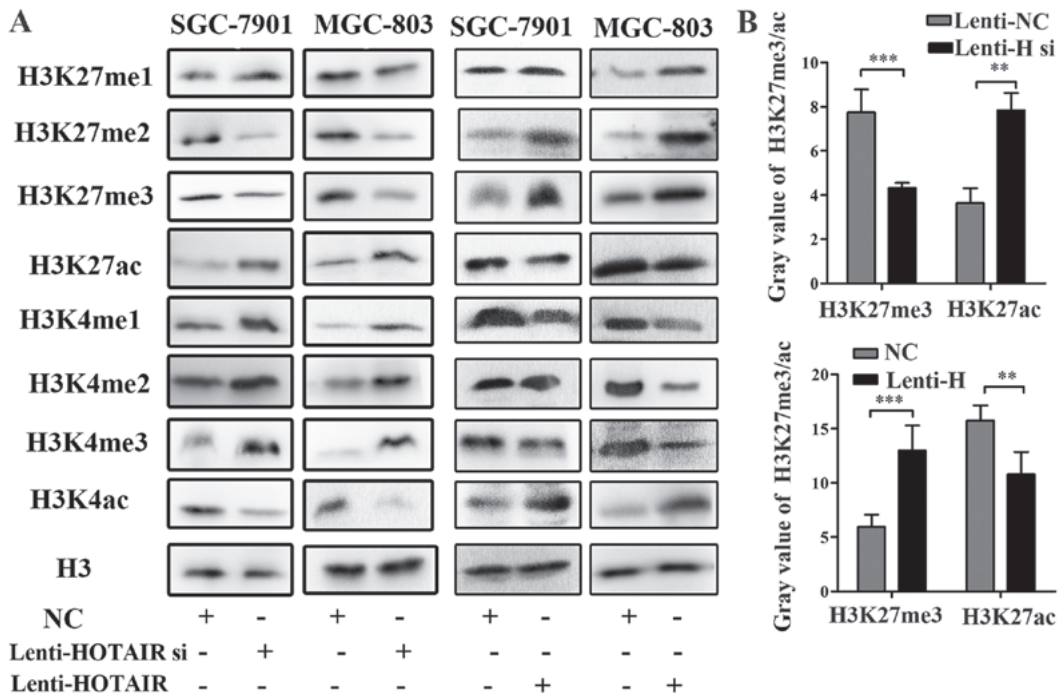 A
SGC-7901 MGC-803 SGC-7901 MGC-803
H3K27me1
H3K27me2
H3K27me3
H3K27ac
H3K4me1
H3K4me2
H3K4me3
H3K4ac
H3
NC + - + - + - + -
Lenti-HOTAIR si - + - + - - - -
Lenti-HOTAIR - - - - - + - +
B
Lenti-NC
Lenti-H si
Gray value of H3K27me3/ac
10
8
6
4
2
0
***
**
H3K27me3 H3K27ac
NC
Lenti-H
Gray value of H3K27me3/ac
20
15
10
5
0
***
**
H3K27me3 H3K27ac